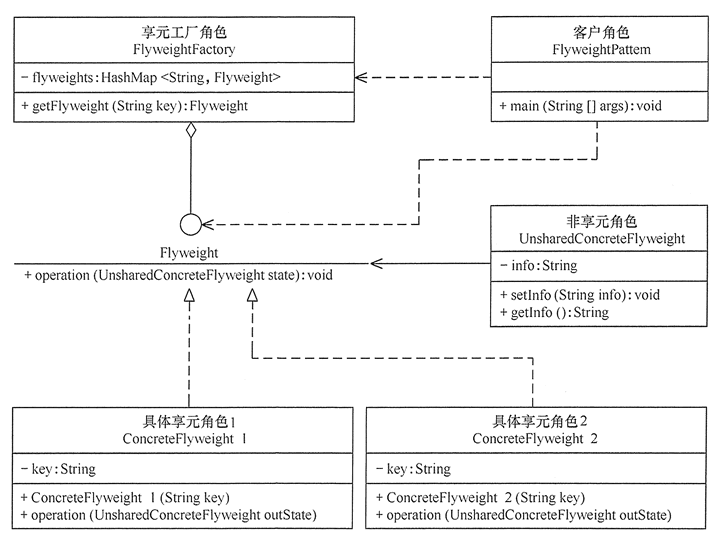 享元工厂角色
FlyweightFactory
- flyweights:HashMap <String, Flyweight>
+ getFlyweight (String key):Flyweight
客户角色
FlyweightPattem
+ main (String [] args):void
Flyweight
+ operation (UnsharedConcreteFlyweight state):void
非享元角色
UnsharedConcreteFlyweight
- info:String
+ setInfo (String info):void
+ getInfo ():String
具体享元角色1
ConcreteFlyweight 1
- key:String
+ ConcreteFlyweight 1 (String key)
+ operation (UnsharedConcreteFlyweight outState)
具体享元角色2
ConcreteFlyweight 2
- key:String
+ ConcreteFlyweight 2 (String key)
+ operation (UnsharedConcreteFlyweight outState)